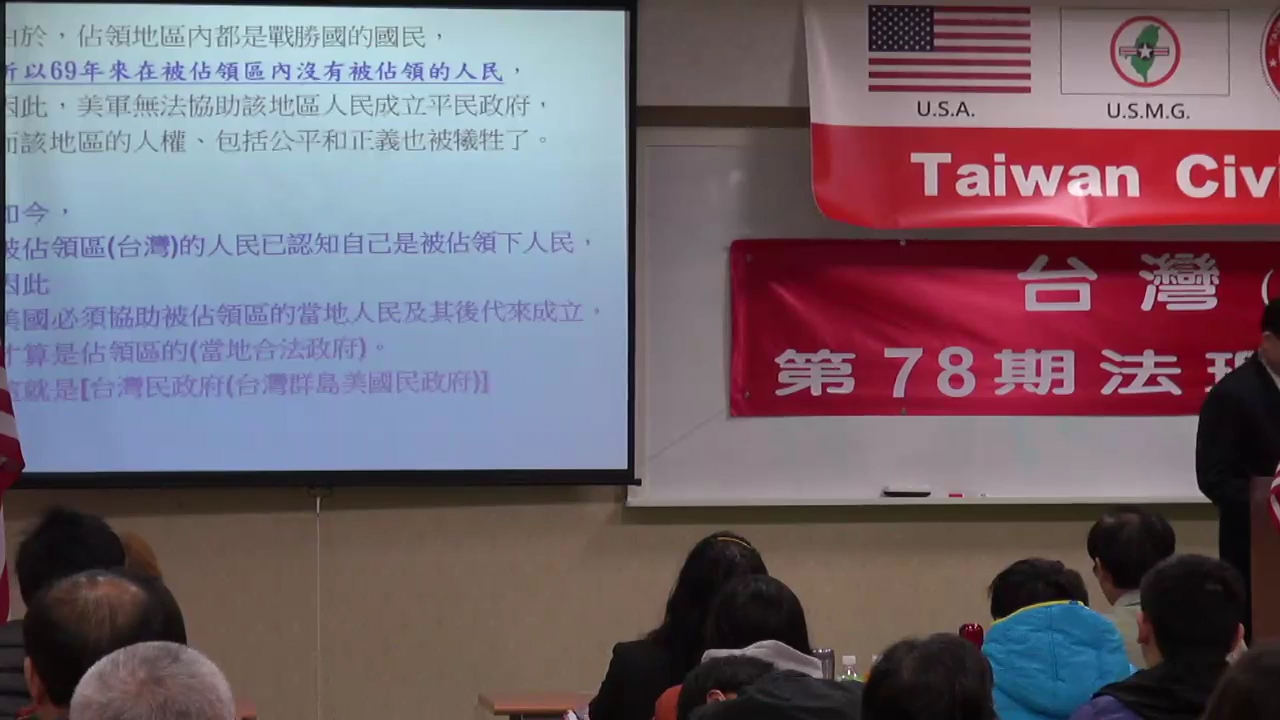 由於，佔領地區內都是戰勝國的國民，
所以69年來在被佔領區內沒有被佔領的人民，
因此，美軍無法協助該地區人民成立平民政府，
而該地區的人權、包括公平和正義也被犧牲了。
如今，
被佔領區(台灣)的人民已認知自己是被佔領下人民，
因此
美國必須協助被佔領區的當地人民及其後代來成立，
才算是佔領區的(當地合法政府)。
這就是[台灣民政府(台灣群島美國民政府)]
U.S.A.
U.S.M.G.
Taiwan Civi
台灣（
第78期法理